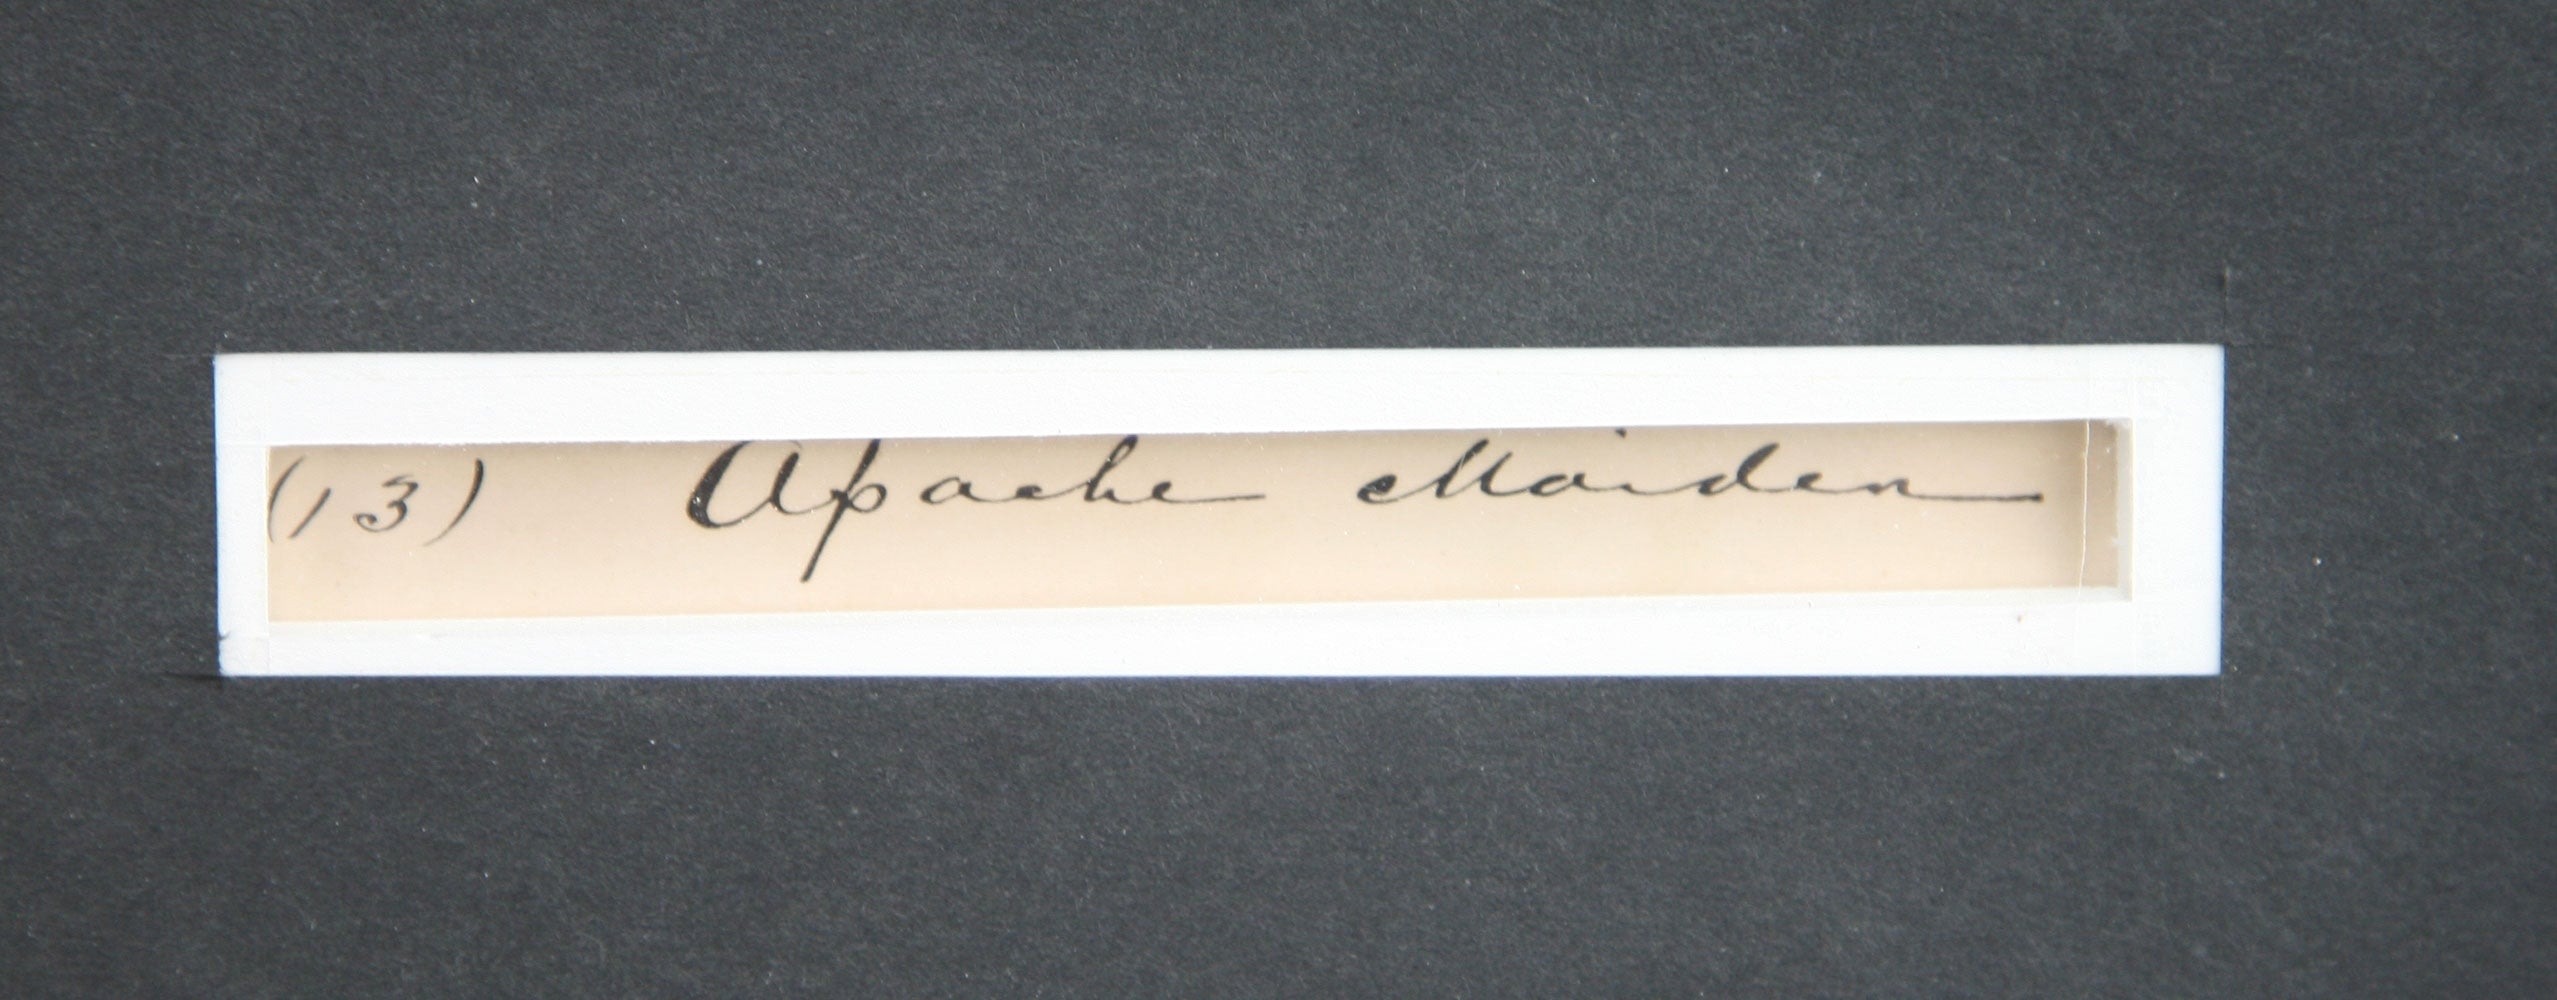 (13) Apache Maiden